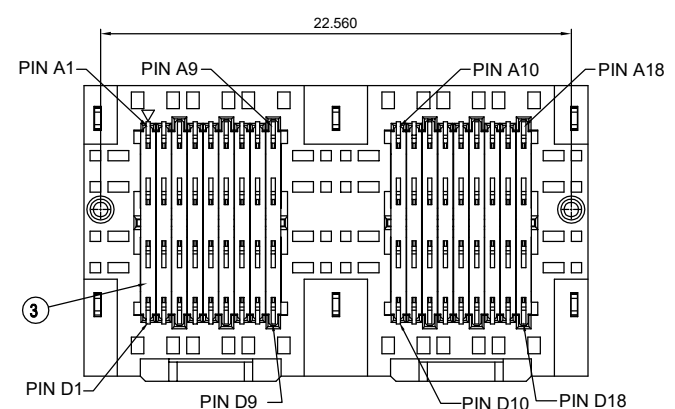 22.560
PIN A1
PIN A9
PIN A10
PIN A18
3
PIN D1
PIN D9
PIN D10
PIN D18